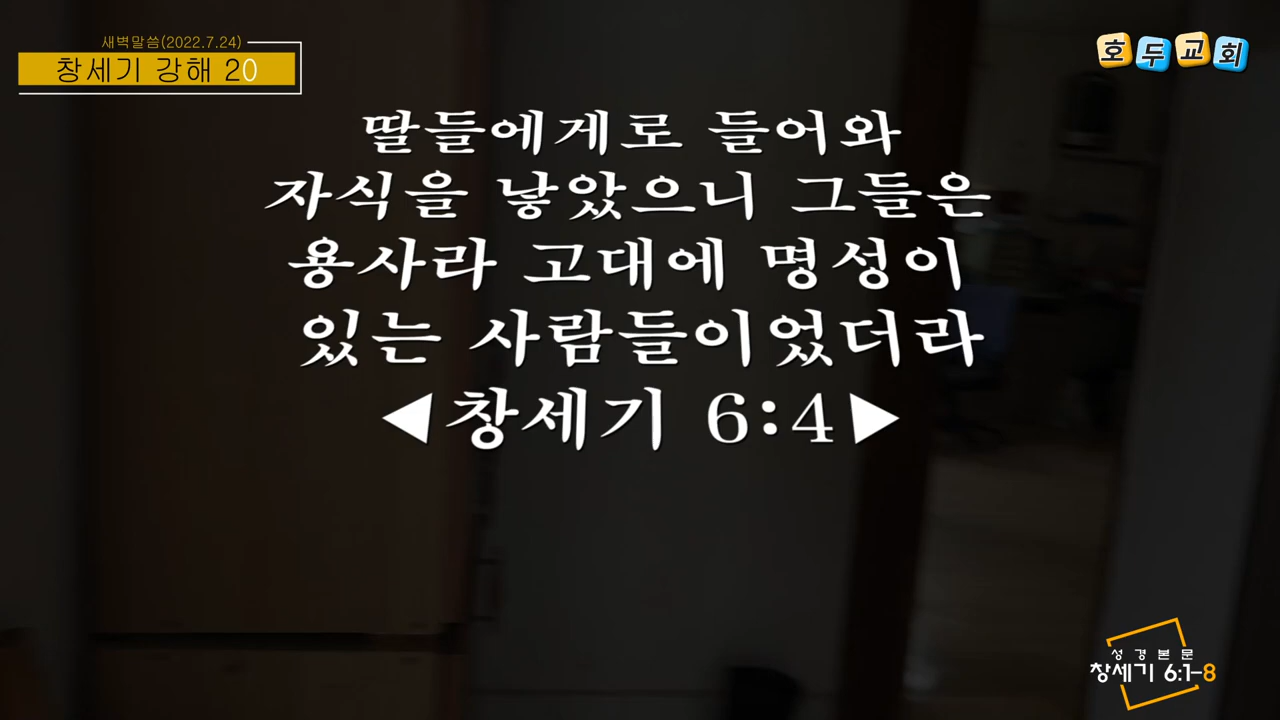 새벽말씀(2022.7.24)
창세기 강해 20
호두교회
딸들에게로 들어와
자식을 낳았으니 그들은
용사라 고대에 명성이
있는 사람들이었더라
◀창세기 6:4▶
성경본문
창세기 6:1-8